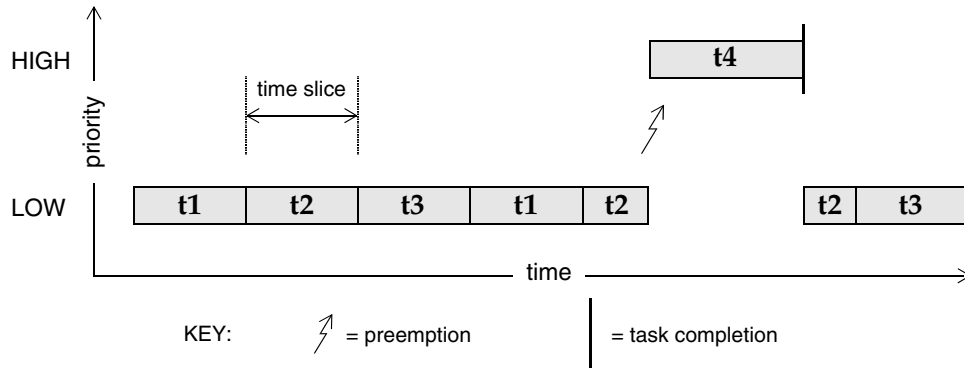 HIGH
t4
time slice
priority
LOW
t1 t2 t3 t1 t2 t2 t3
time
KEY: = preemption = task completion